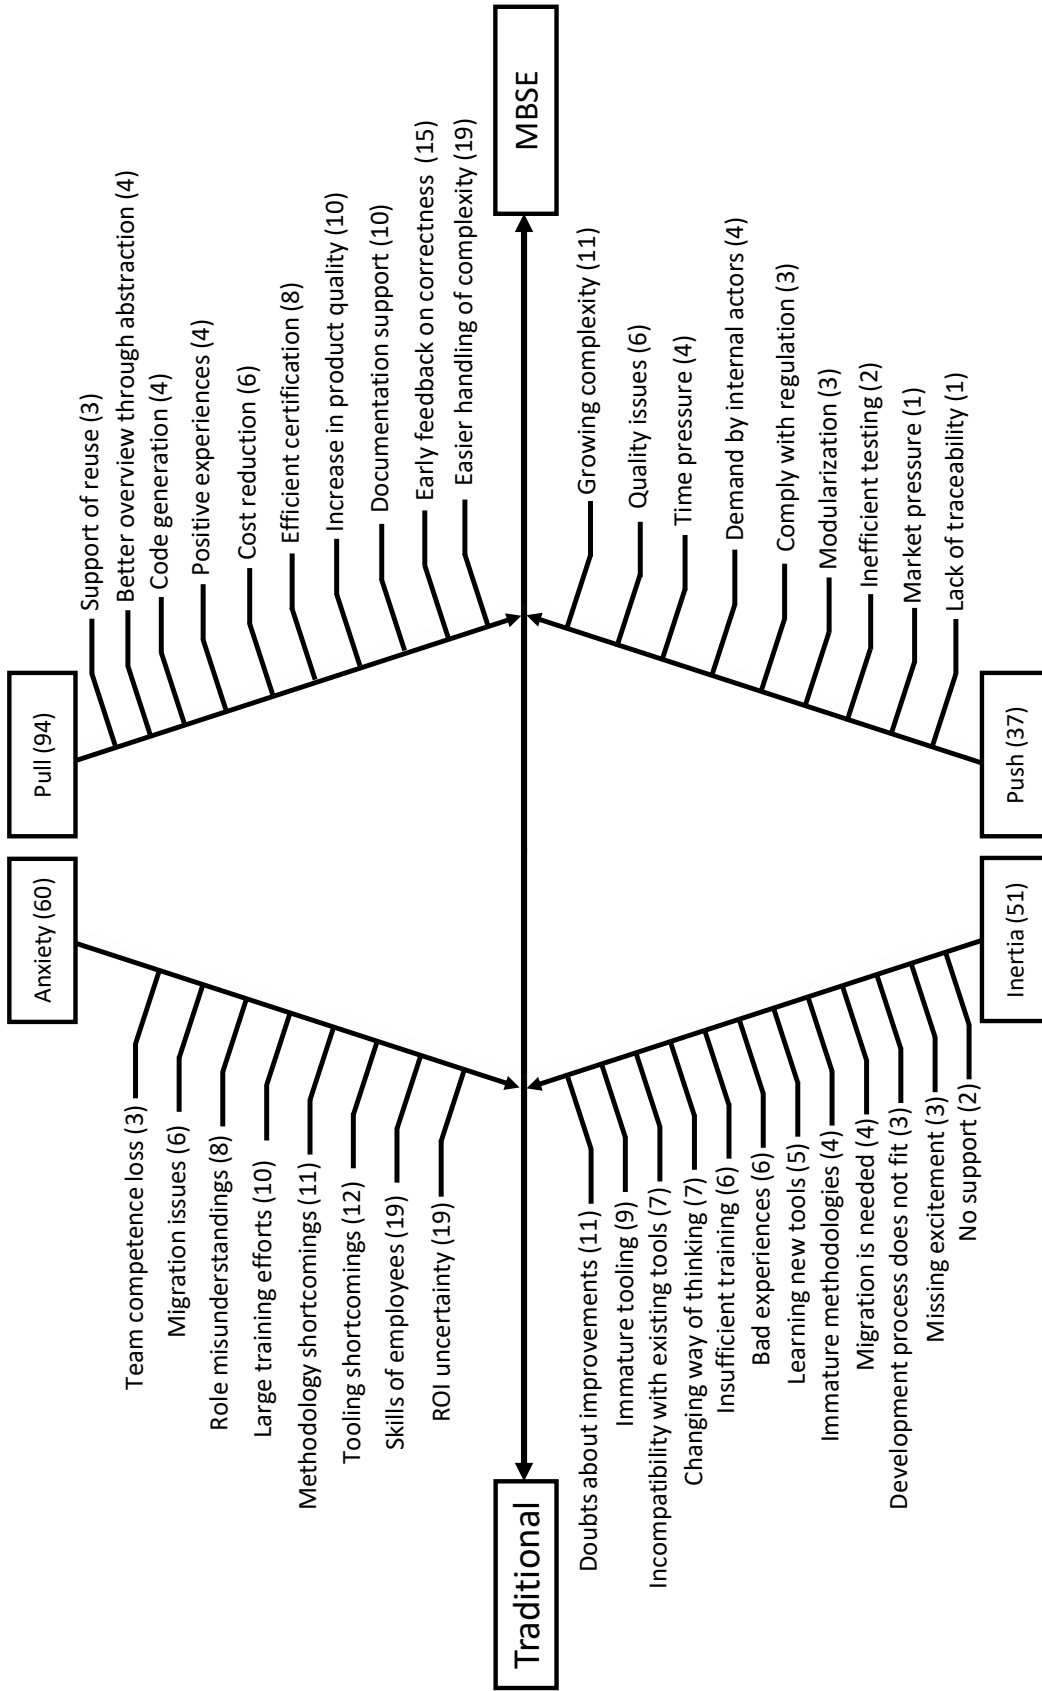 Anxiety (60)
Pull (94)
Team competence loss (3)
Migration issues (6)
Role misunderstandings (8)
Large training efforts (10)
Methodology shortcomings (11)
Tooling shortcomings (12)
Skills of employees (19)
ROI uncertainty (19)
Support of reuse (3)
Better overview through abstraction (4)
Code generation (4)
Positive experiences (4)
Cost reduction (6)
Efficient certification (8)
Increase in product quality (10)
Documentation support (10)
Early feedback on correctness (15)
Easier handling of complexity (19)
Traditional
MBSE
Doubts about improvements (11)
Immature tooling (9)
Incompatibility with existing tools (7)
Changing way of thinking (7)
Insufficient training (6)
Bad experiences (6)
Learning new tools (5)
Immature methodologies (4)
Migration is needed (4)
Development process does not fit (3)
Missing excitement (3)
No support (2)
Growing complexity (11)
Quality issues (6)
Time pressure (4)
Demand by internal actors (4)
Comply with regulation (3)
Modularization (3)
Inefficient testing (2)
Market pressure (1)
Lack of traceability (1)
Inertia (51)
Push (37)